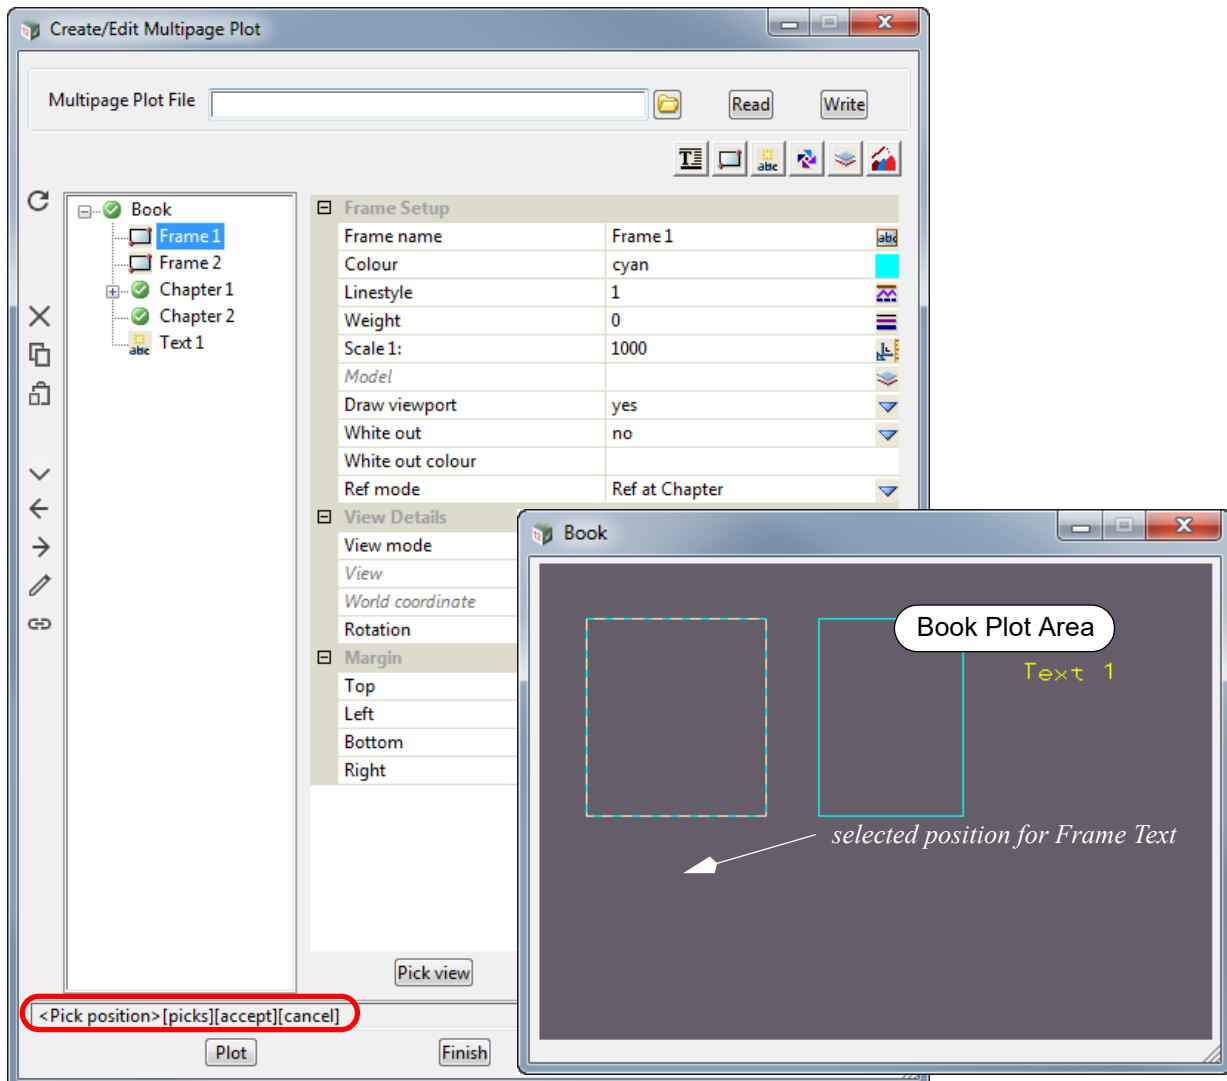 Create/Edit Multipage Plot
Multipage Plot File
Read
Write
Book
Frame 1
Frame 2
Chapter 1
Chapter 2
Text 1
Frame Setup
Frame name Frame 1
Colour cyan
Linestyle 1
Weight 0
Scale 1: 1000
Model
Draw viewport yes
White out no
White out colour
Ref mode Ref at Chapter
View Details
View mode
View
World coordinate
Rotation
Margin
Top
Left
Bottom
Right
Pick view
<Pick position>[picks][accept][cancel]
Plot
Finish
Book
Book Plot Area
Text 1
selected position for Frame Text